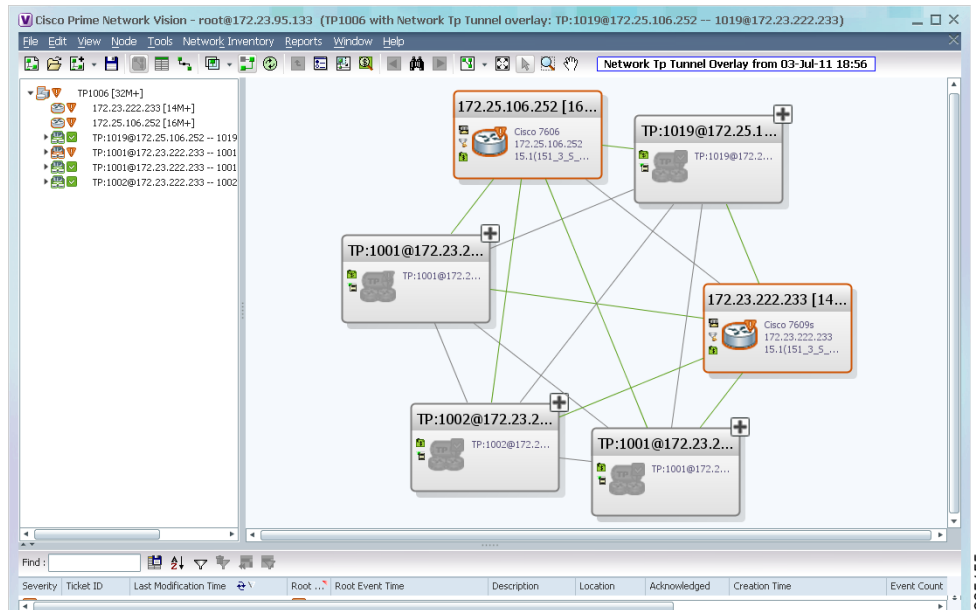 Cisco Prime Network Vision - root@172.23.95.133 (TP1006 with Network Tp Tunnel overlay: TP:1019@172.25.106.252 -- 1019@172.23.222.233)
File Edit View Node Tools Network Inventory Reports Window Help
Network Tp Tunnel Overlay from 03-Jul-11 18:56
TP1006 [32M+]
172.23.222.233 [14M+]
172.25.106.252 [16M+]
TP:1019@172.25.106.252 -- 1019
TP:1001@172.23.222.233 -- 1001
TP:1001@172.23.222.233 -- 1001
TP:1002@172.23.222.233 -- 1002
172.25.106.252 [16...
Cisco 7606
172.25.106.252
15.1(151_3_5_...
TP:1019@172.25.1...
TP:1019@172.2...
TP:1001@172.23.2...
TP:1001@172.2...
172.23.222.233 [14...
Cisco 7609s
172.23.222.233
15.1(151_3_5_...
TP:1002@172.23.2...
TP:1002@172.2...
TP:1001@172.23.2...
TP:1001@172.2...
Find :
Severity Ticket ID Last Modification Time Root ... Root Event Time Description Location Acknowledged Creation Time Event Count